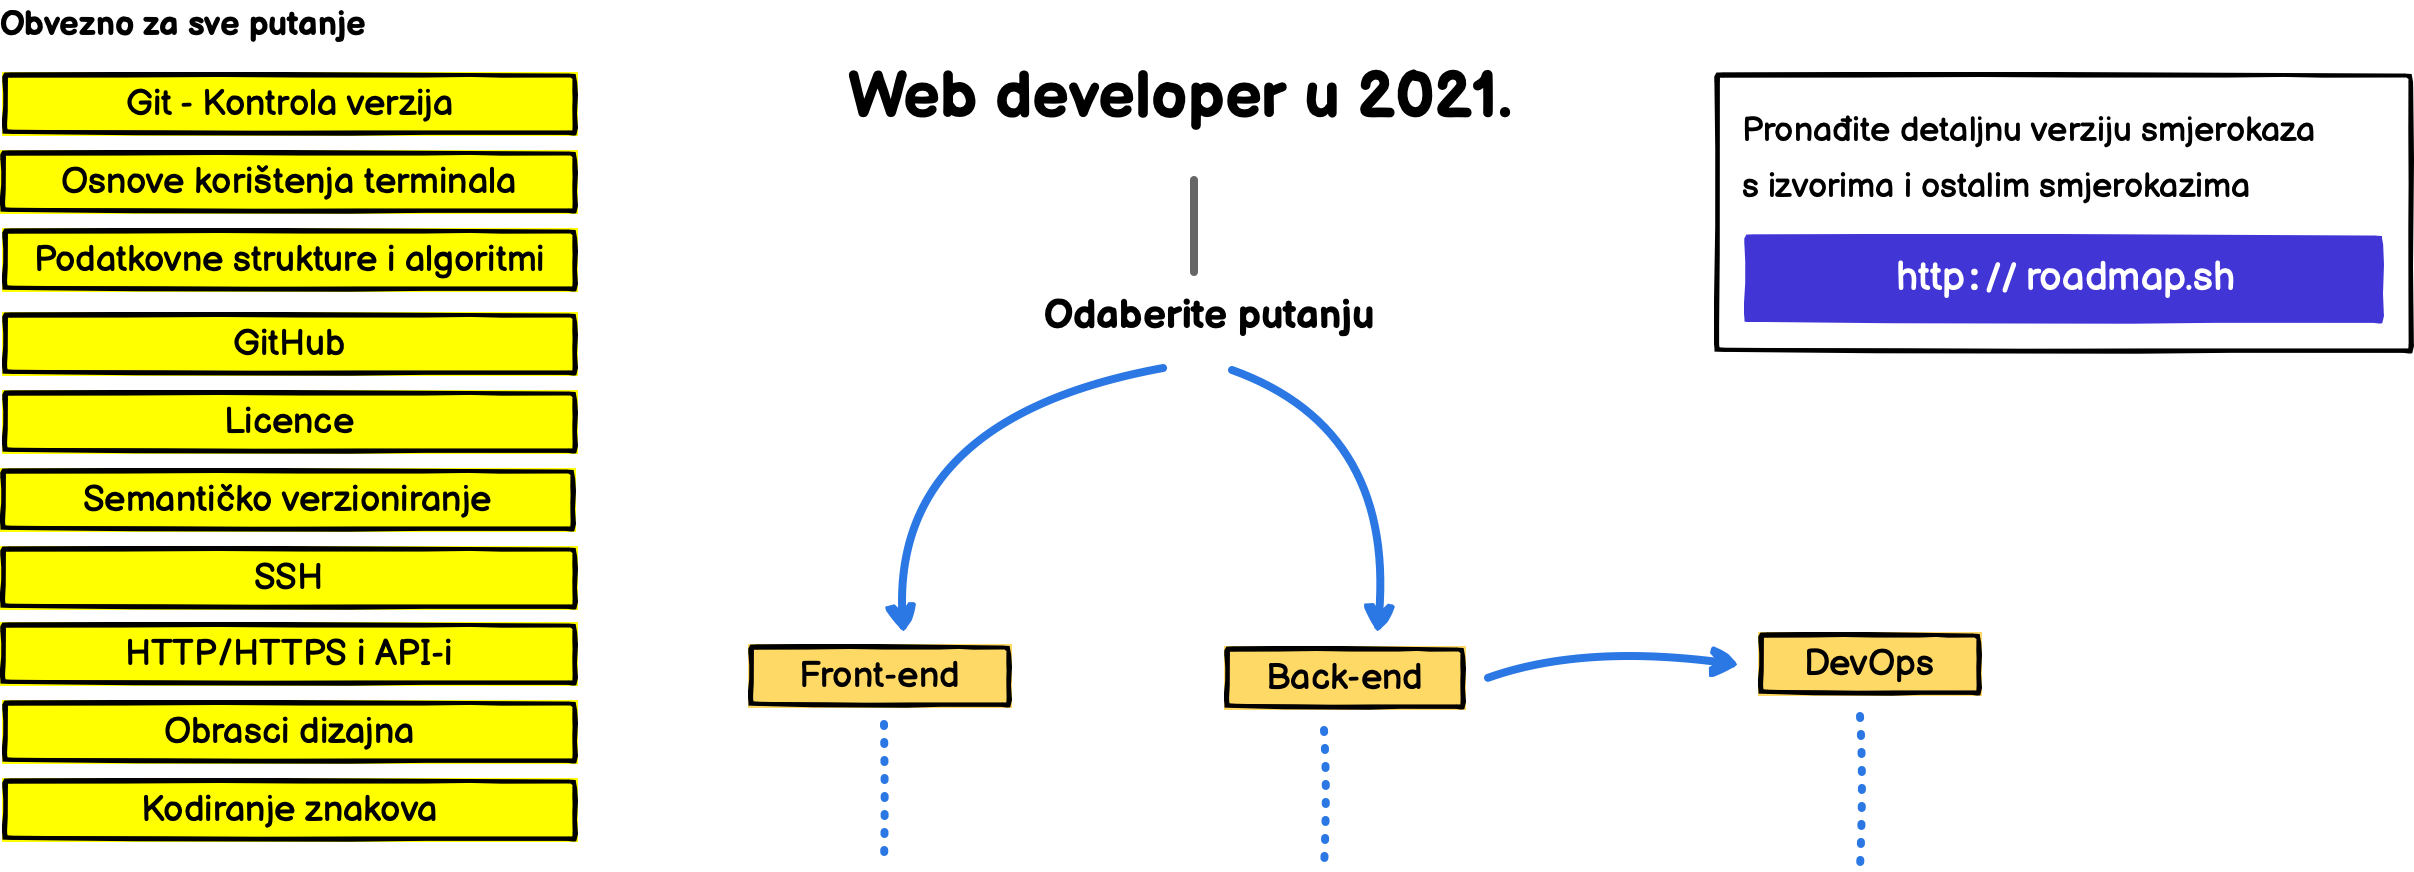 Obvezno za sve putanje
Git - Kontrola verzija
Osnove korištenja terminala
Podatkovne strukture i algoritmi
GitHub
Licence
Semantičko verzioniranje
SSH
HTTP/HTTPS i API-i
Obrasci dizajna
Kodiranje znakova
Web developer u 2021.
Odaberite putanju
Front-end
Back-end
DevOps
Pronađite detaljnu verziju smjerokaza
s izvorima i ostalim smjerokazima
http://roadmap.sh